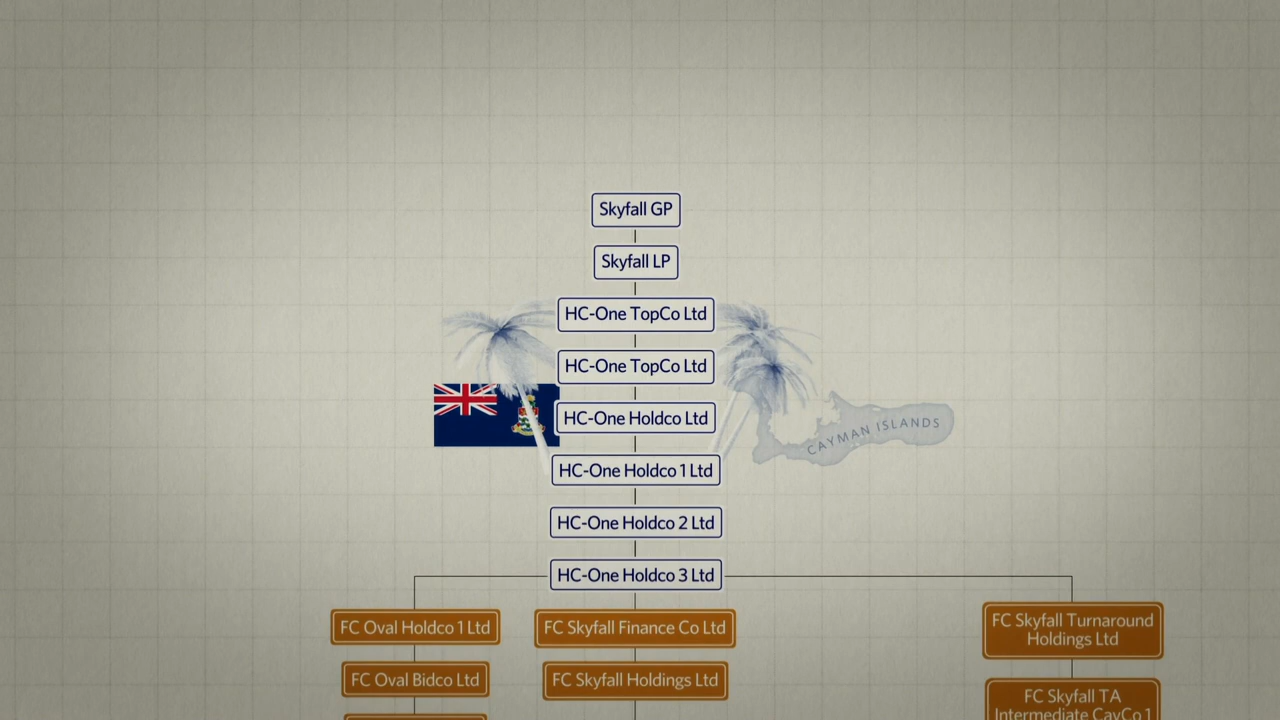 Skyfall GP
Skyfall LP
HC-One TopCo Ltd
HC-One TopCo Ltd
HC-One Holdco Ltd
CAYMAN ISLANDS
HC-One Holdco 1 Ltd
HC-One Holdco 2 Ltd
HC-One Holdco 3 Ltd
FC Oval Holdco 1 Ltd
FC Skyfall Finance Co Ltd
FC Skyfall Turnaround
Holdings Ltd
FC Oval Bidco Ltd
FC Skyfall Holdings Ltd
FC Skyfall TA
Intermediate CayCo 1